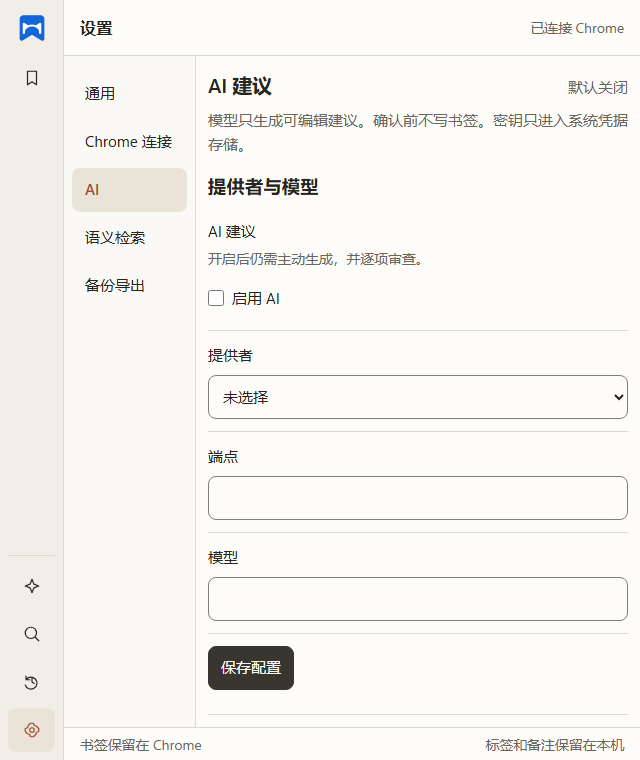 设置
已连接 Chrome
通用
Chrome 连接
AI
语义检索
备份导出
AI 建议
默认关闭
模型只生成可编辑建议。确认前不写书签。密钥只进入系统凭据
存储。
提供者与模型
AI 建议
开启后仍需主动生成，并逐项审查。
启用 AI
提供者
未选择
端点
模型
保存配置
书签保留在 Chrome
标签和备注保留在本机